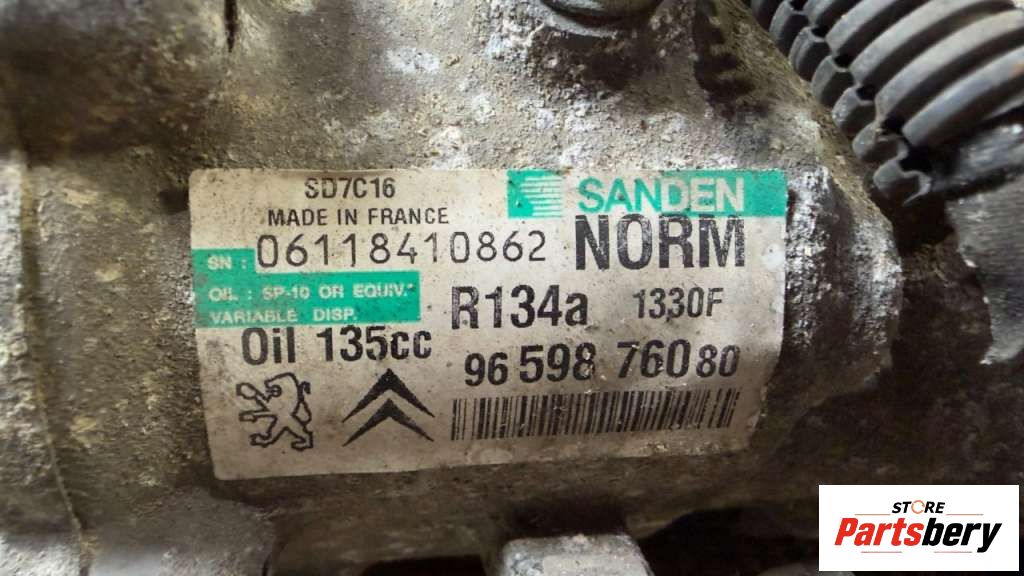 SD7C16
MADE IN FRANCE
SANDEN
SN : 06118410862 NORM
OIL : SP-10 OR EQUIV.
VARIABLE DISP.
R134a 1330F
Oil 135cc
96 598 760 80
STORE
Partsbery